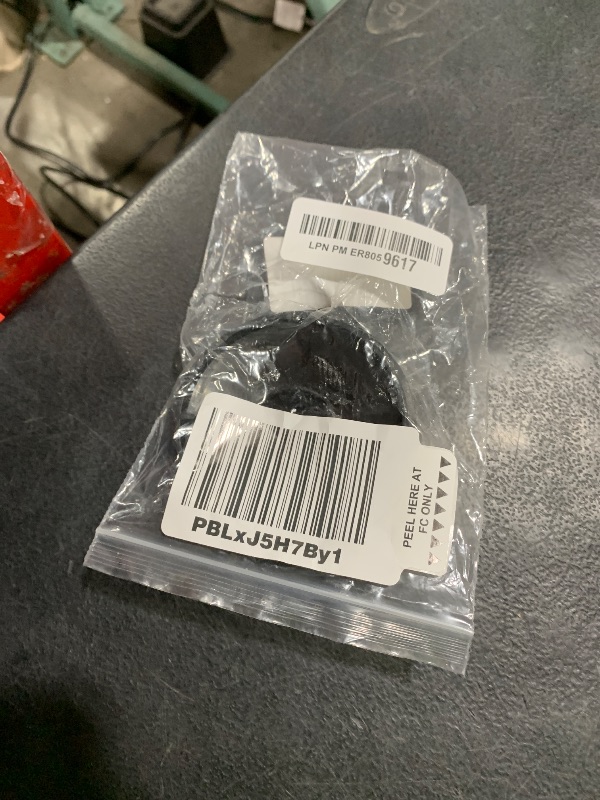 LPN PM ER8059617
PBLxJ5H7By1
PEEL HERE AT
FC ONLY